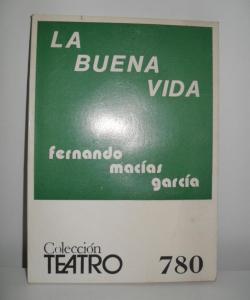 LA
BUENA
VIDA
fernando
macías
garcía
Colección
TEATRO
780